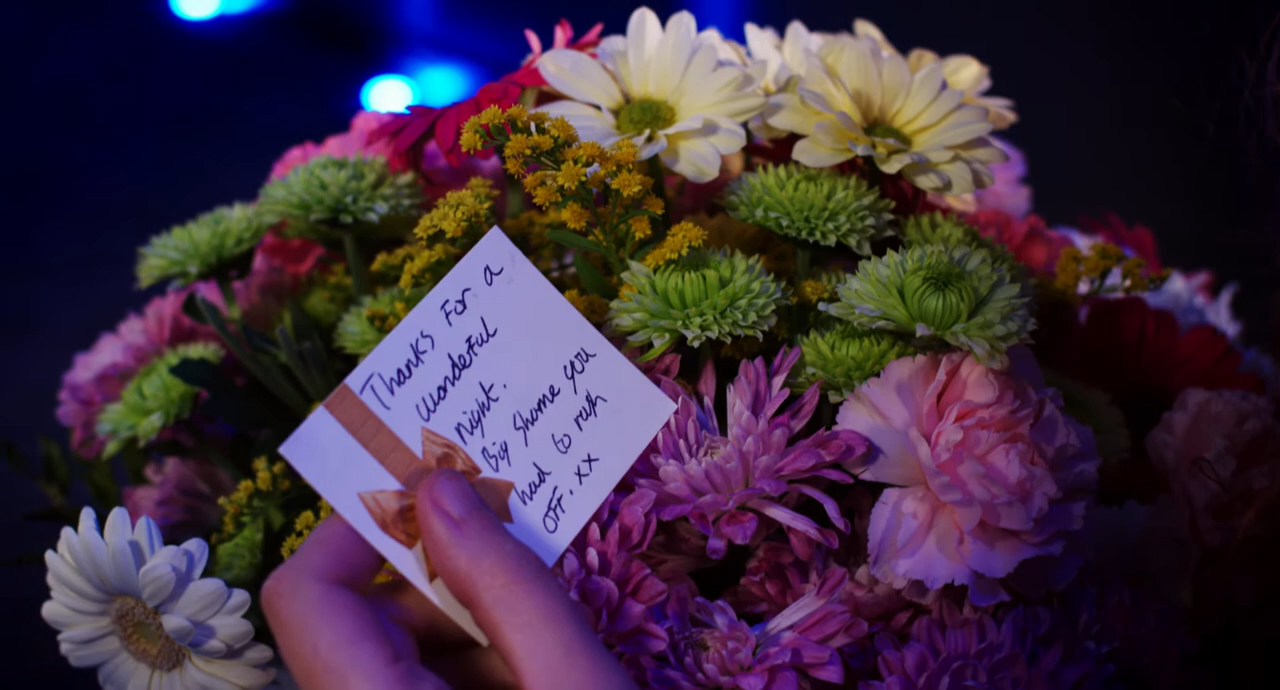 Thanks For a
wonderful
Night.
Big Shame you
had to rush
OFF. xx